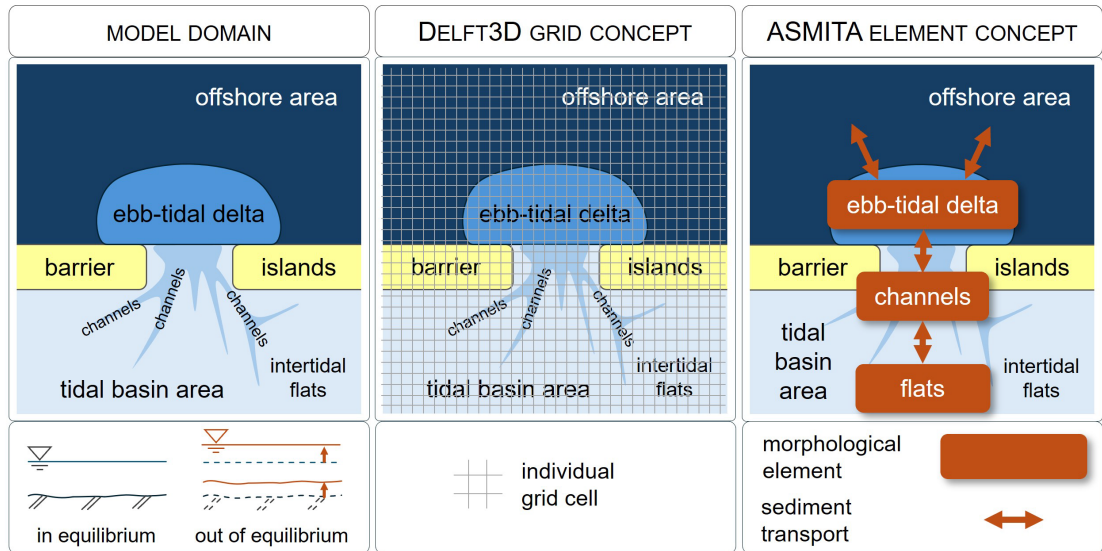 MODEL DOMAIN
offshore area
ebb-tidal delta
barrier
islands
channels
channels
channels
intertidal
flats
tidal basin area
in equilibrium
out of equilibrium
DELFT3D GRID CONCEPT
offshore area
ebb-tidal delta
barrier
islands
channels
channels
channels
intertidal
flats
tidal basin area
individual
grid cell
ASMITA ELEMENT CONCEPT
offshore area
ebb-tidal delta
barrier
islands
channels
tidal
basin
area
intertidal
flats
flats
morphological
element
sediment
transport